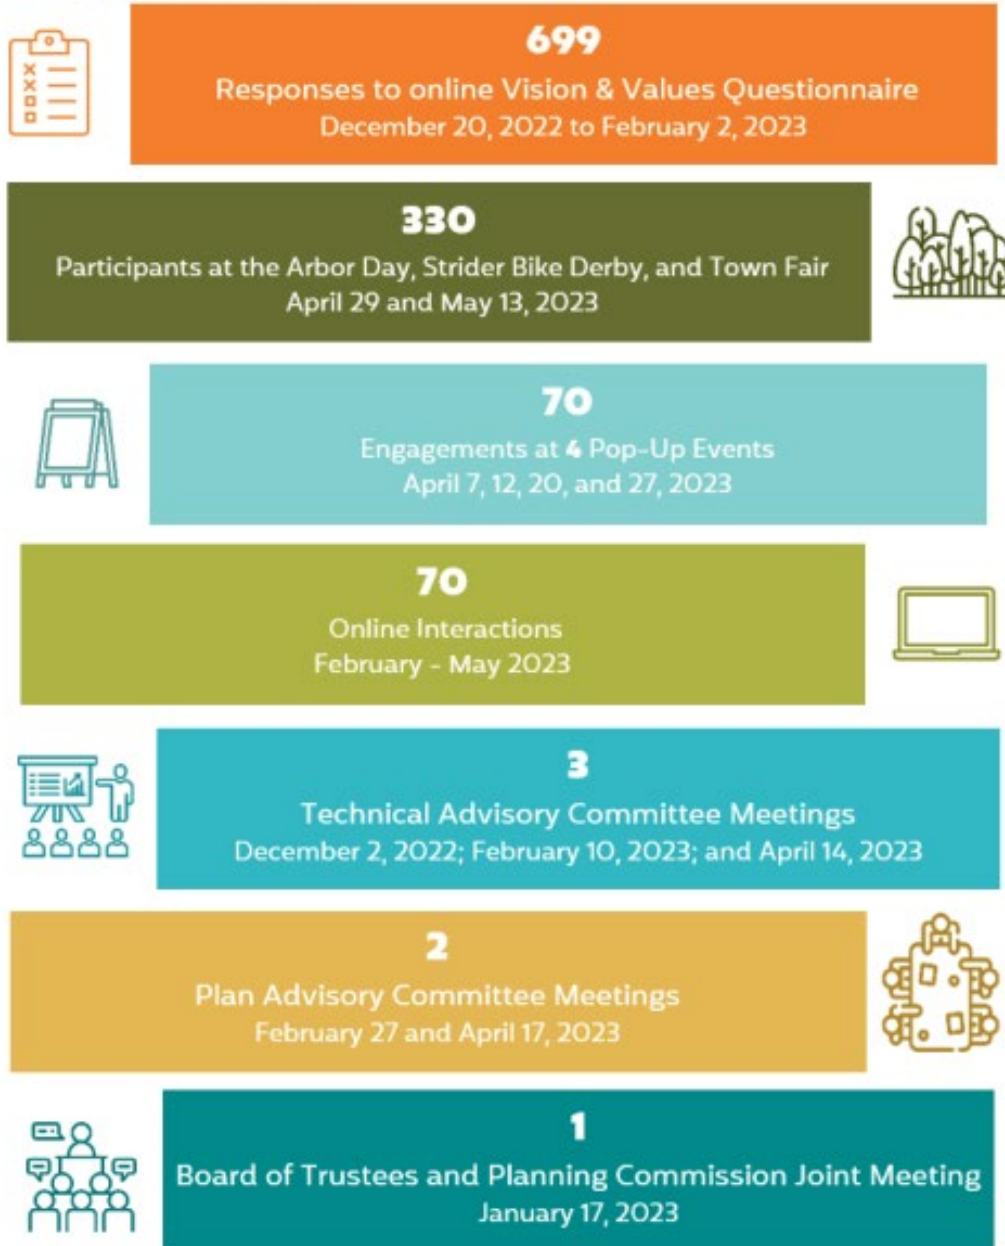 699
Responses to online Vision & Values Questionnaire
December 20, 2022 to February 2, 2023
330
Participants at the Arbor Day, Strider Bike Derby, and Town Fair
April 29 and May 13, 2023
70
Engagements at 4 Pop-Up Events
April 7, 12, 20, and 27, 2023
70
Online Interactions
February - May 2023
3
Technical Advisory Committee Meetings
December 2, 2022; February 10, 2023; and April 14, 2023
2
Plan Advisory Committee Meetings
February 27 and April 17, 2023
1
Board of Trustees and Planning Commission Joint Meeting
January 17, 2023